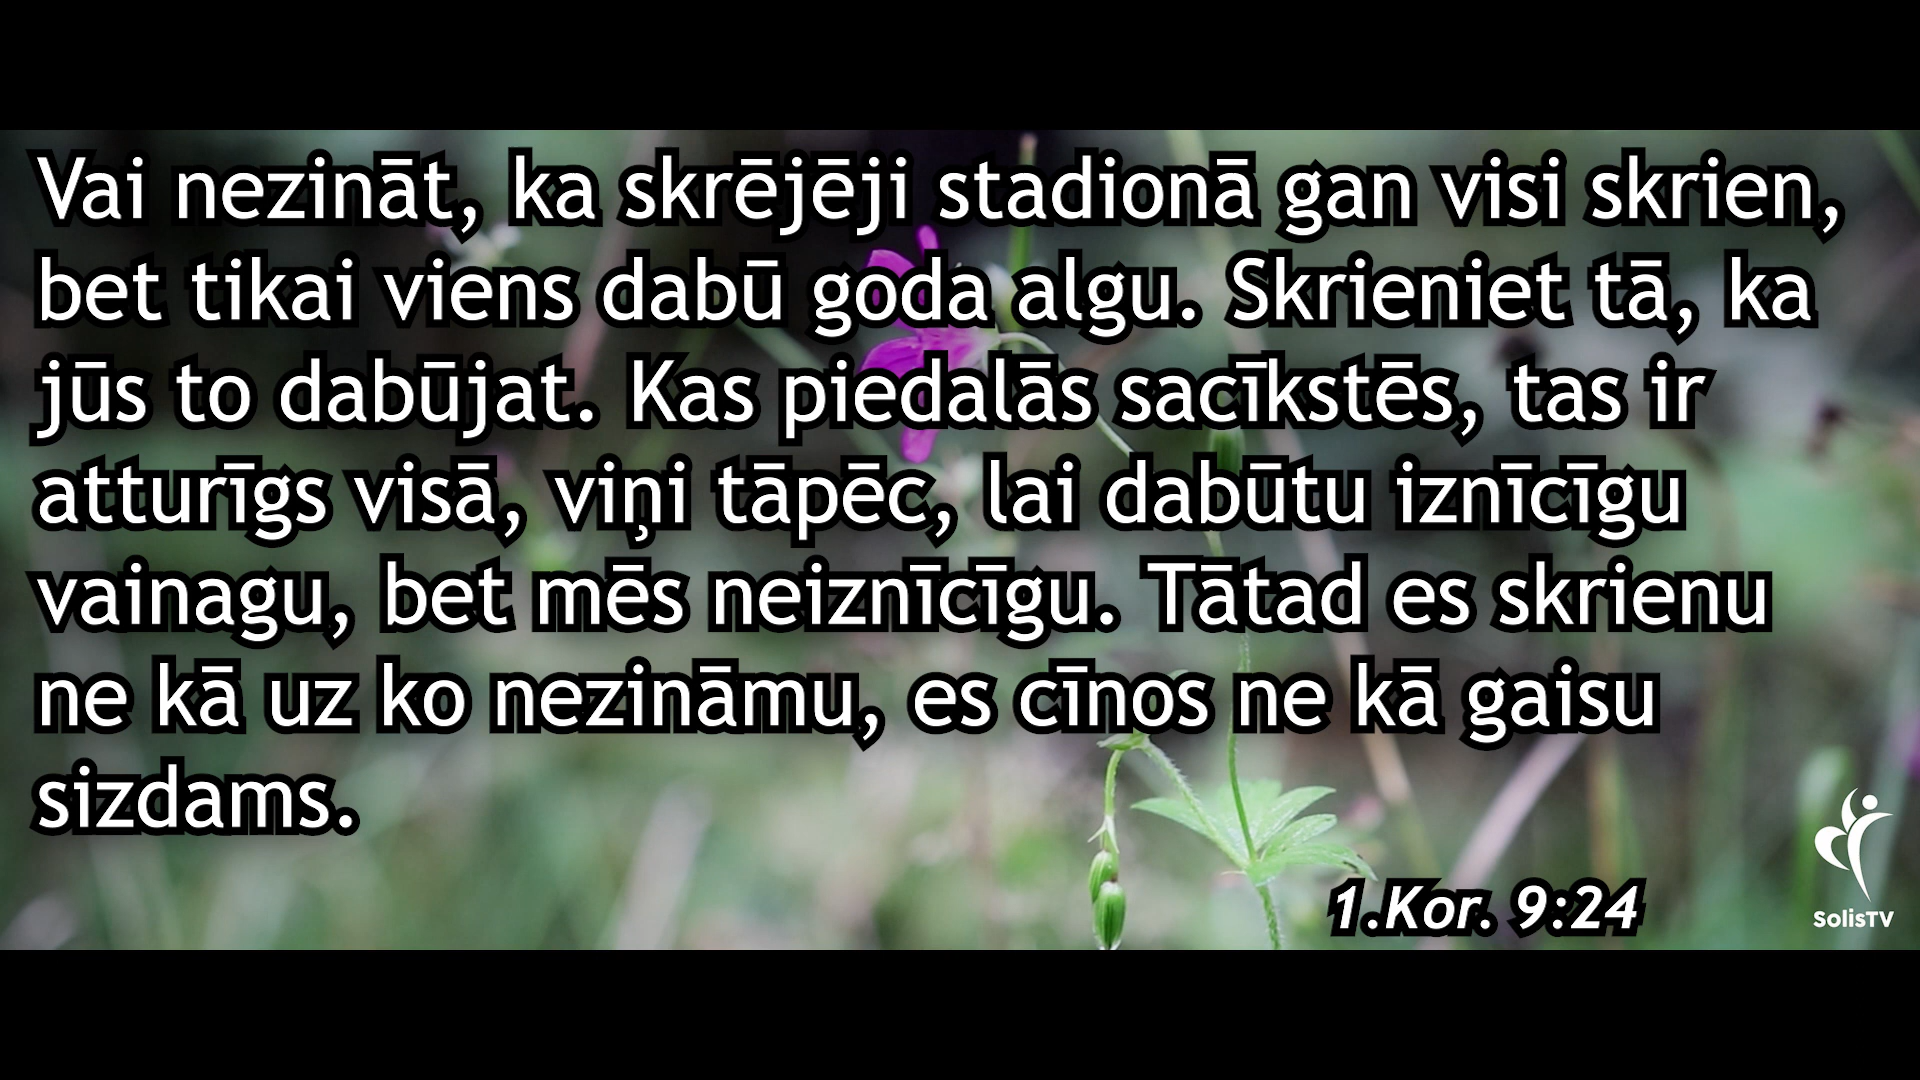 Vai nezināt, ka skrējēji stadionā gan visi skrien,
bet tikai viens dabū goda algu. Skrieniet tā, ka
jūs to dabūjat. Kas piedalās sacīkstēs, tas ir
atturīgs visā, viņi tāpēc, lai dabūtu iznīcīgu
vainagu, bet mēs neiznīcīgu. Tātad es skrienu
ne kā uz ko nezināmu, es cīnos ne kā gaisu
sizdams.
1.Kor. 9:24
SolisTV